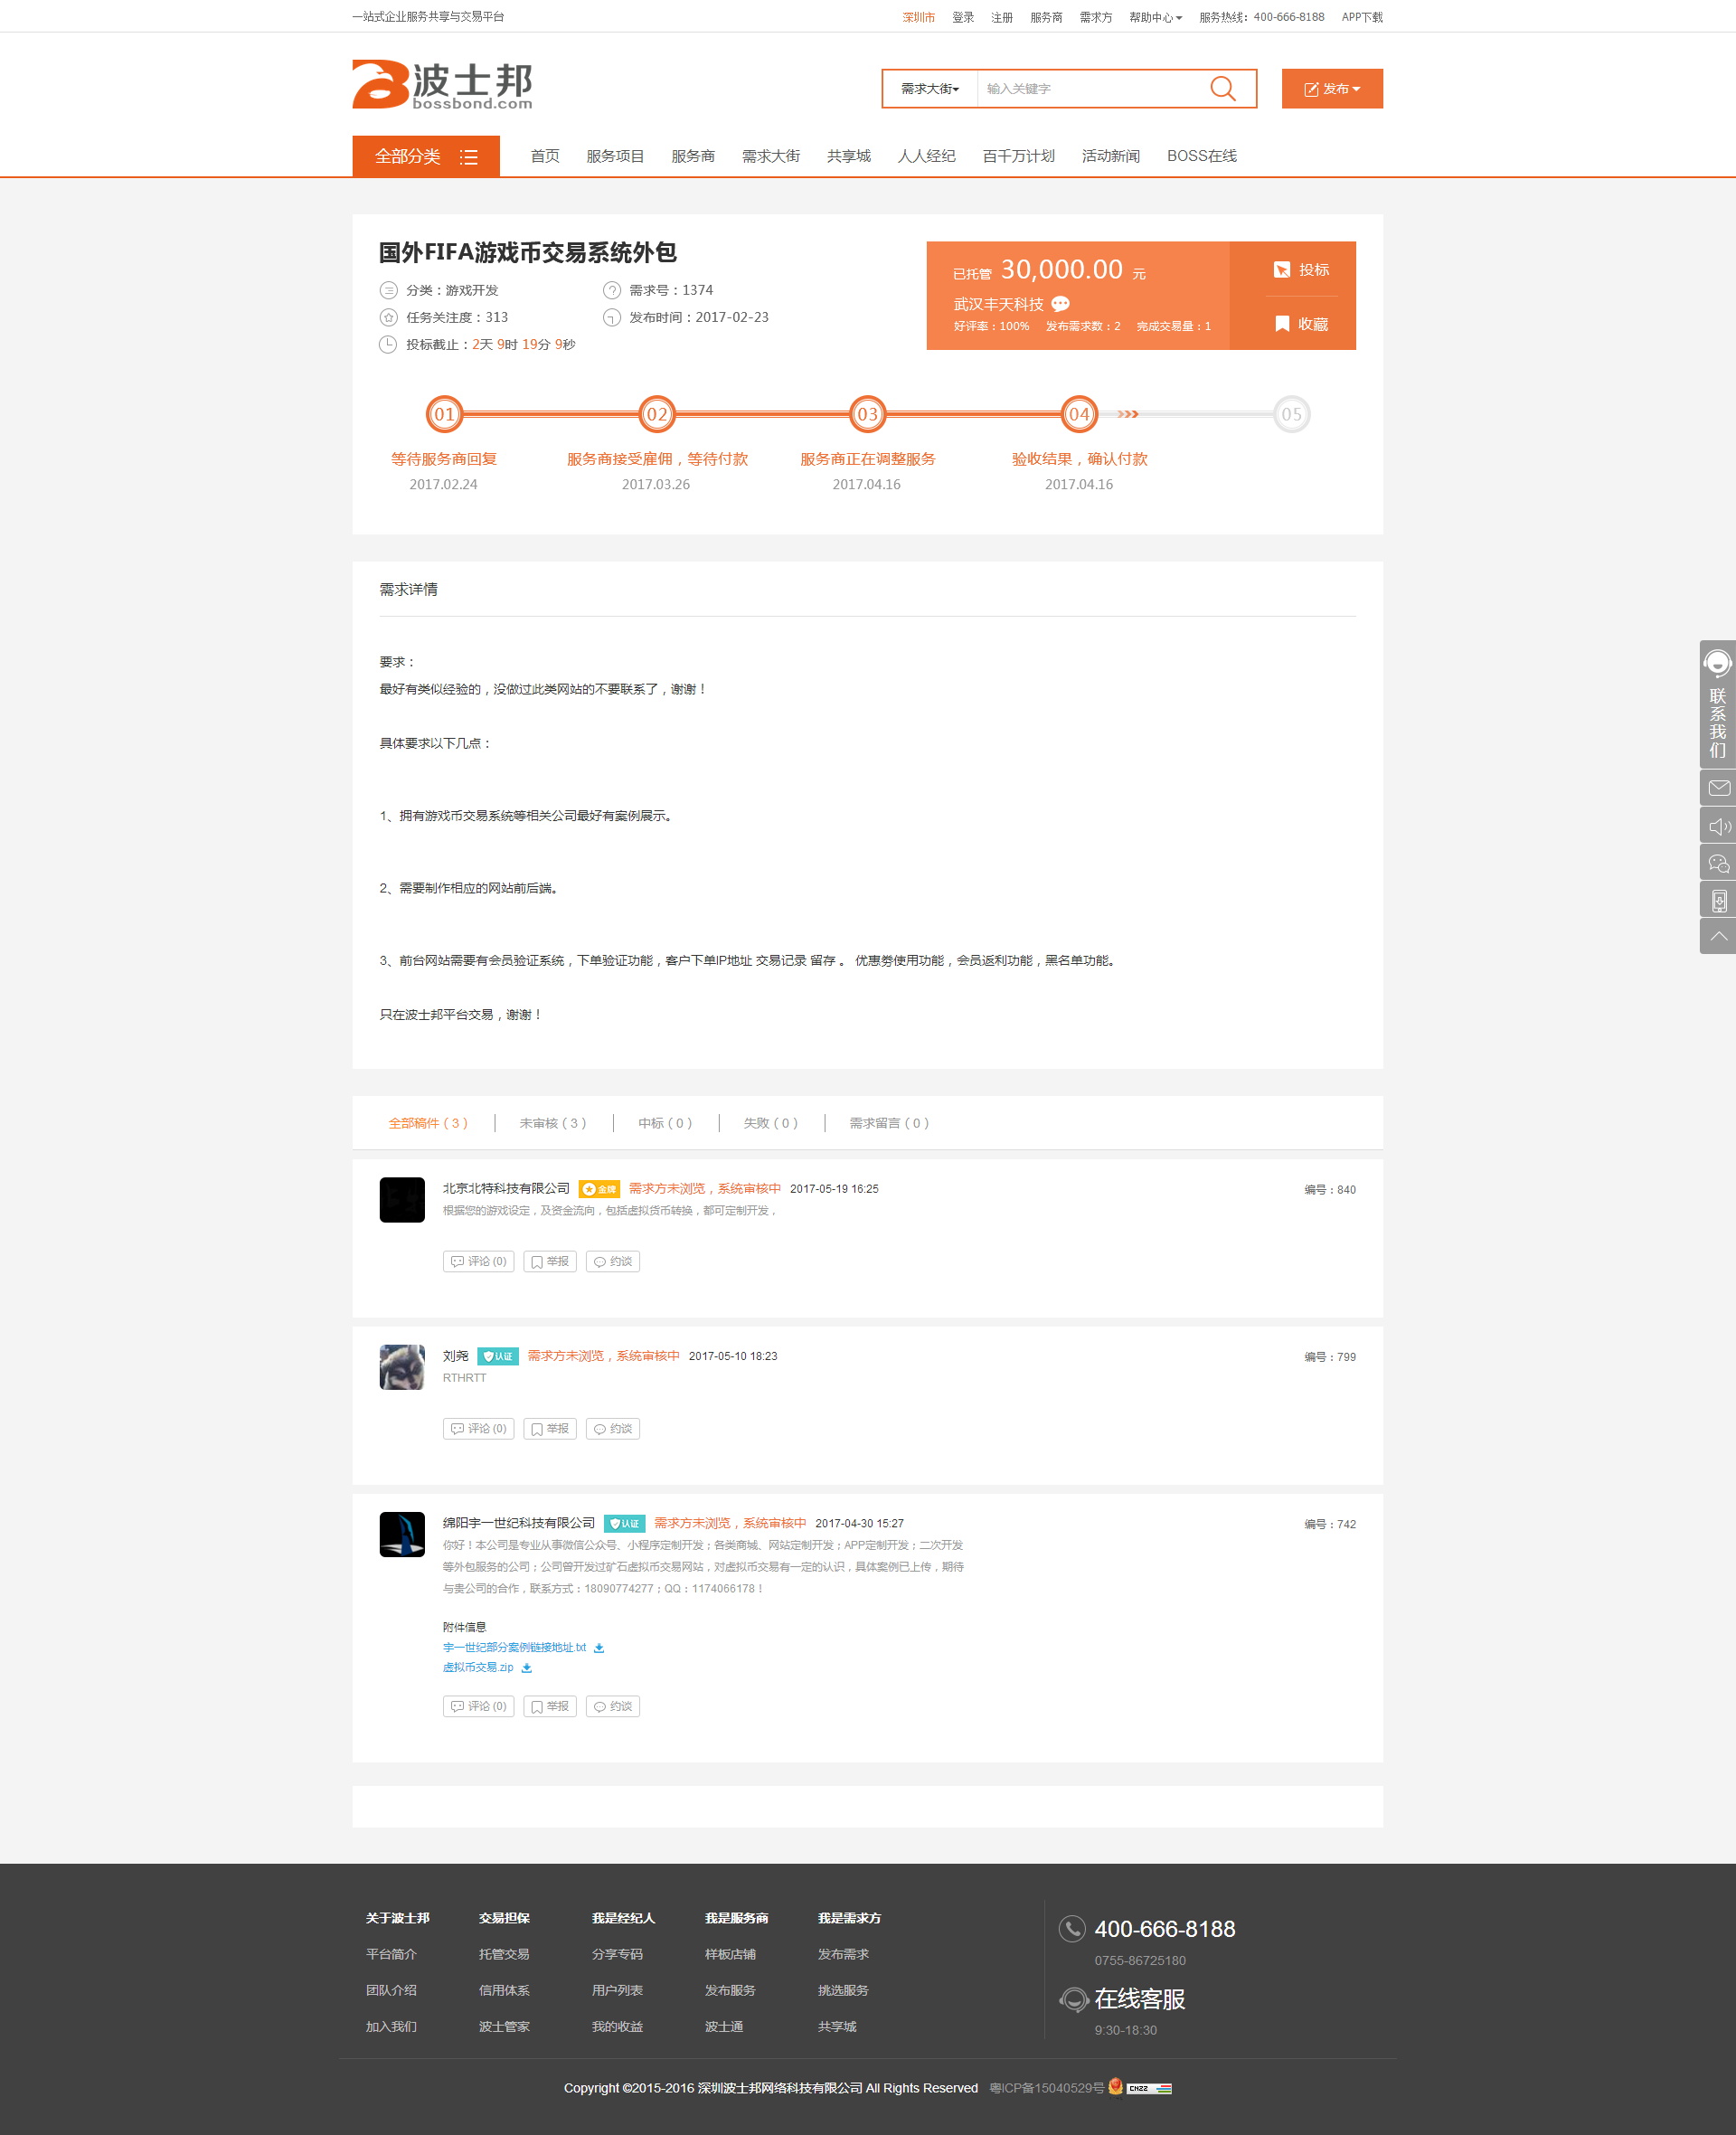 一站式企业服务共享与交易平台 深圳市 登录 注册 服务商 需求方 帮助中心 服务热线：400-666-8188 APP下载
波士邦
bossbond.com
需求大街 输入关键字 发布
全部分类 首页 服务项目 服务商 需求大街 共享城 人人经纪 百千万计划 活动新闻 BOSS在线
国外FIFA游戏币交易系统外包
分类：游戏开发 需求号：1374
任务关注度：313 发布时间：2017-02-23
投标截止：2天 9时 19分 9秒
已托管 30,000.00 元
武汉丰天科技
好评率：100% 发布需求数：2 完成交易量：1
投标
收藏
01 02 03 04 05
等待服务商回复 服务商接受雇佣，等待付款 服务商正在调整服务 验收结果，确认付款
2017.02.24 2017.03.26 2017.04.16 2017.04.16
需求详情
要求：
最好有类似经验的，没做过此类网站的不要联系了，谢谢！
具体要求以下几点：
1、拥有游戏币交易系统等相关公司最好有案例展示。
2、需要制作相应的网站前后端。
3、前台网站需要有会员验证系统，下单验证功能，客户下单IP地址 交易记录 留存 。 优惠劵使用功能，会员返利功能，黑名单功能。
只在波士邦平台交易，谢谢！
联系我们
全部稿件（3） 未审核（3） 中标（0） 失败（0） 需求留言（0）
北京北特科技有限公司 金牌 需求方未浏览，系统审核中 2017-05-19 16:25 编号：840
根据您的游戏设定，及资金流向，包括虚拟货币转换，都可定制开发，
评论 (0) 举报 约谈
刘尧 认证 需求方未浏览，系统审核中 2017-05-10 18:23 编号：799
RTHRTT
评论 (0) 举报 约谈
绵阳宇一世纪科技有限公司 认证 需求方未浏览，系统审核中 2017-04-30 15:27 编号：742
你好！本公司是专业从事微信公众号、小程序定制开发；各类商城、网站定制开发；APP定制开发；二次开发
等外包服务的公司；公司曾开发过矿石虚拟币交易网站，对虚拟币交易有一定的认识，具体案例已上传，期待
与贵公司的合作，联系方式：18090774277；QQ：1174066178！
附件信息
宇一世纪部分案例链接地址.txt
虚拟币交易.zip
评论 (0) 举报 约谈
关于波士邦 交易担保 我是经纪人 我是服务商 我是需求方
平台简介 托管交易 分享专码 样板店铺 发布需求
团队介绍 信用体系 用户列表 发布服务 挑选服务
加入我们 波士管家 我的收益 波士通 共享城
400-666-8188
0755-86725180
在线客服
9:30-18:30
Copyright ©2015-2016 深圳波士邦网络科技有限公司 All Rights Reserved 粤ICP备15040529号 CNZZ